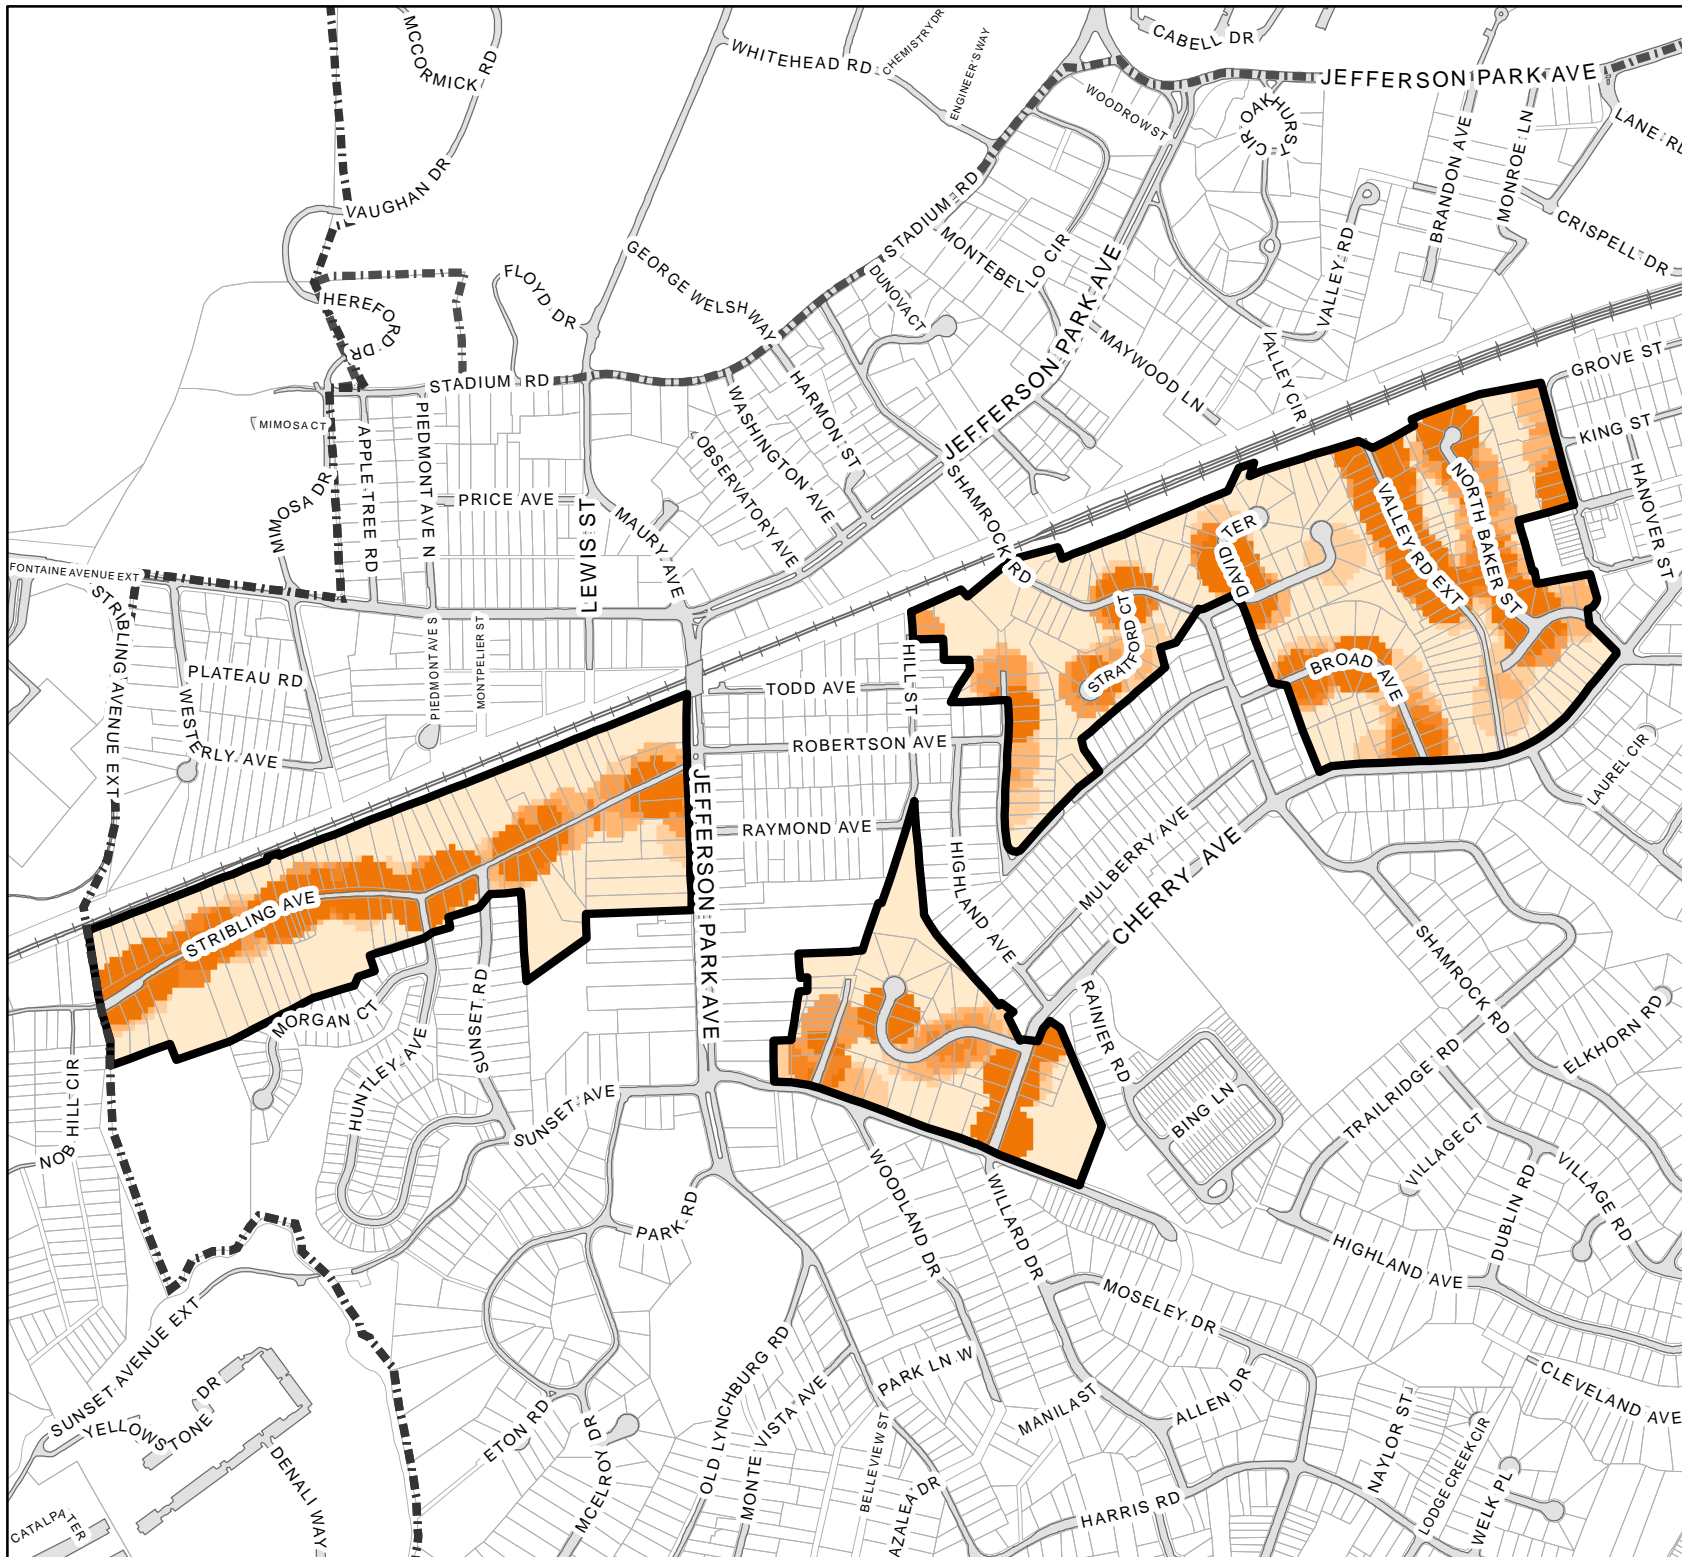 MCCORMICK RD
WHITEHEAD RD
CHEMISTRY DR
ENGINEER'S WAY
CABELL DR
JEFFERSON PARK AVE
WOODROW ST
OAKHURST CIR
LANE RD
BRANDON AVE
MONROE LN
VAUGHAN DR
STADIUM RD
CRISPELL DR
VALLEY RD
GEORGE WELSH WAY
MONTEBELLO CIR
DUNOVA CT
FLOYD DR
HEREFORD DR
JEFFERSON PARK AVE
MAYWOOD LN
VALLEY CIR
GROVE ST
STADIUM RD
MIMOSA CT
APPLE TREE RD
PIEDMONT AVE N
WASHINGTON AVE
HARMON ST
OBSERVATORY AVE
KING ST
HANOVER ST
MIMOSA DR
PRICE AVE
LEWIS ST
MAURY AVE
SHAMROCK RD
DAVID TER
VALLEY RD EXT
NORTH BAKER ST
FONTAINE AVENUE EXT
STRIBLING AVENUE EXT
PLATEAU RD
WESTERLY AVE
PIEDMONT AVE S
MONTPELIER ST
TODD AVE
HILL ST
STRATFORD CT
BROAD AVE
ROBERTSON AVE
LAUREL CIR
JEFFERSON PARK AVE
RAYMOND AVE
HIGHLAND AVE
MULBERRY AVE
CHERRY AVE
STRIBLING AVE
SHAMROCK RD
SUNSET RD
MORGAN CT
HUNTLEY AVE
RAINIER RD
ELKHORN RD
NOB HILL CIR
SUNSET AVE
BING LN
TRAILRIDGE RD
VILLAGE CT
VILLAGE RD
DUBLIN RD
WOODLAND DR
WILLARD DR
PARK RD
HIGHLAND AVE
MOSELEY DR
SUNSET AVENUE EXT
YELLOWSTONE DR
OLD LYNCHBURG RD
PARK LN W
MONTE VISTA AVE
MANILA ST
ALLEN DR
CLEVELAND AVE
ETON RD
MCELROY DR
BELLEVIEW ST
AZALEA DR
HARRIS RD
NAYLOR ST
LODGE CREEK CIR
WELK PL
DENALI WAY
CATALPA TER